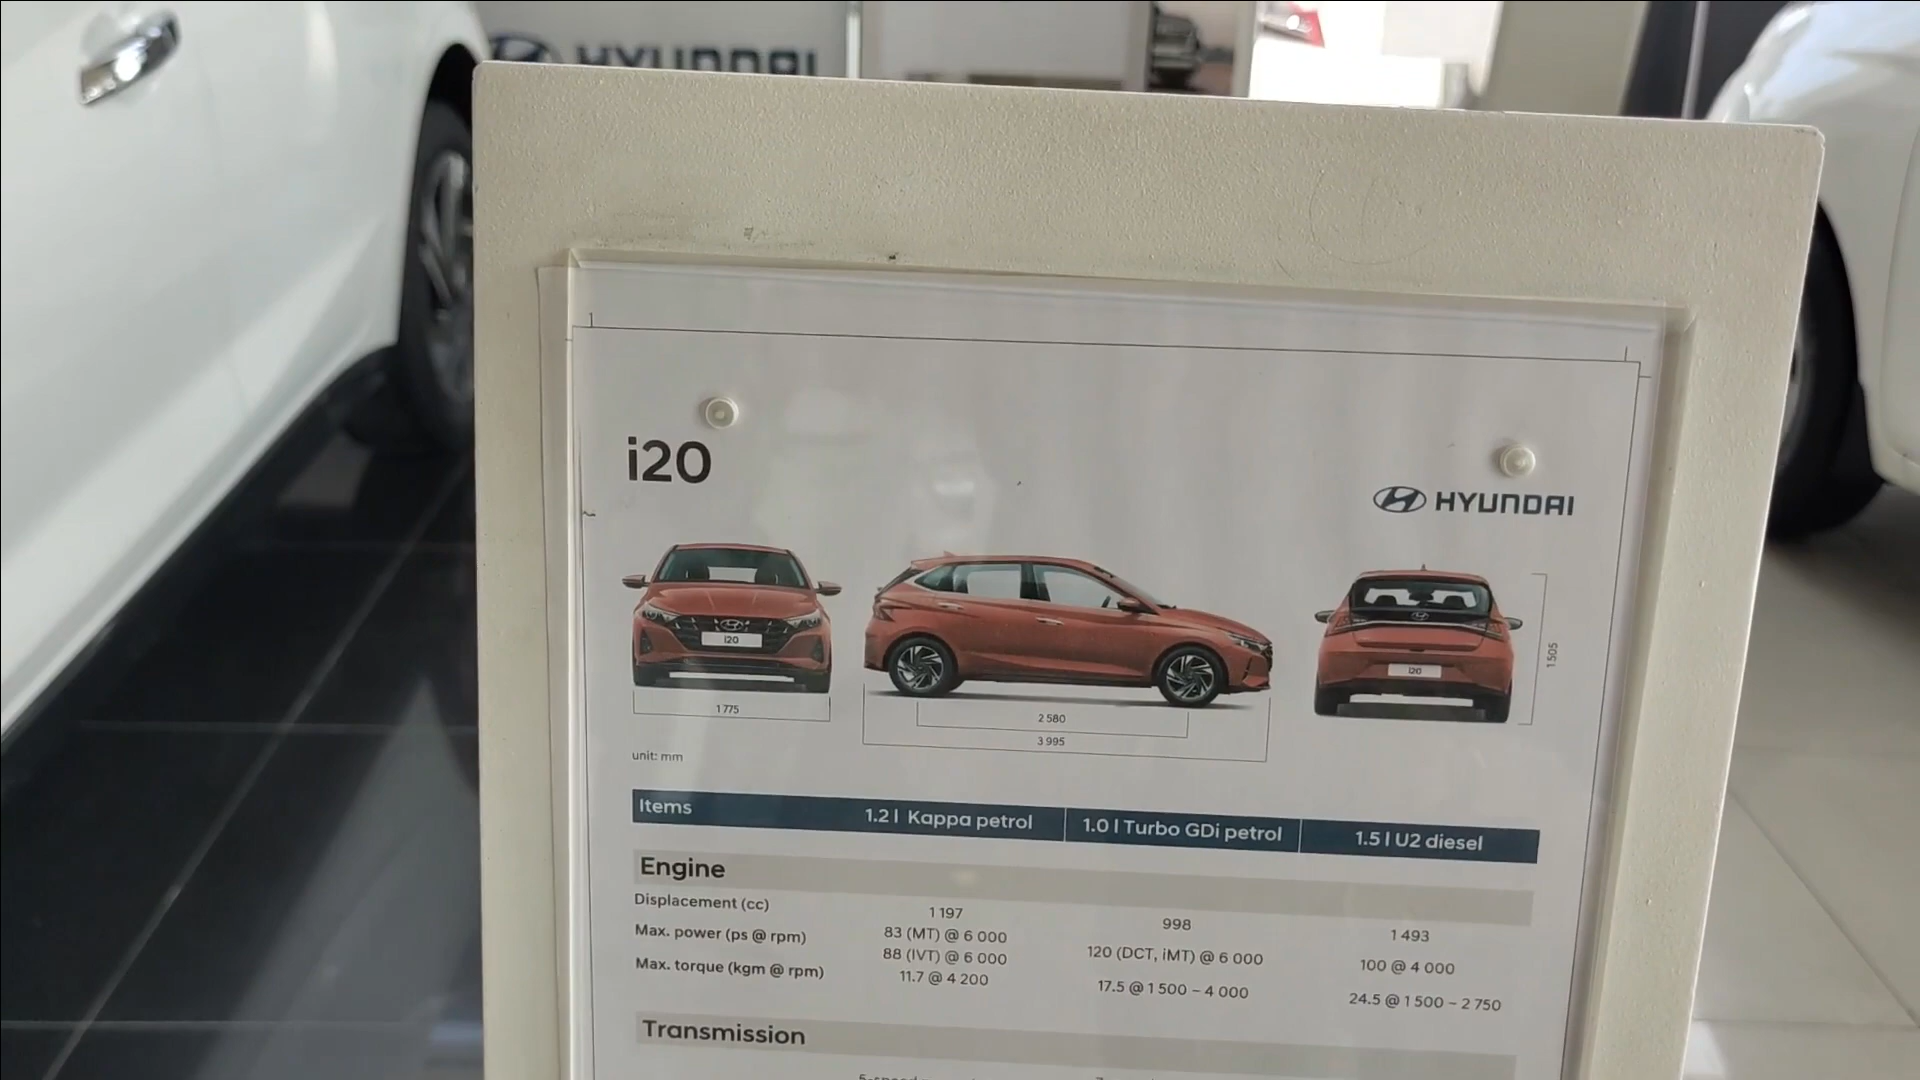 HYUNDAI
i20
HYUNDAI
i20
i20
1 775
2 580
3 995
1 505
unit: mm
Items 1.2 l Kappa petrol 1.0 l Turbo GDi petrol 1.5 l U2 diesel
Engine
Displacement (cc) 1 197 998 1 493
Max. power (ps @ rpm) 83 (MT) @ 6 000 120 (DCT, iMT) @ 6 000 100 @ 4 000
88 (IVT) @ 6 000
Max. torque (kgm @ rpm) 11.7 @ 4 200 17.5 @ 1 500 – 4 000 24.5 @ 1 500 – 2 750
Transmission